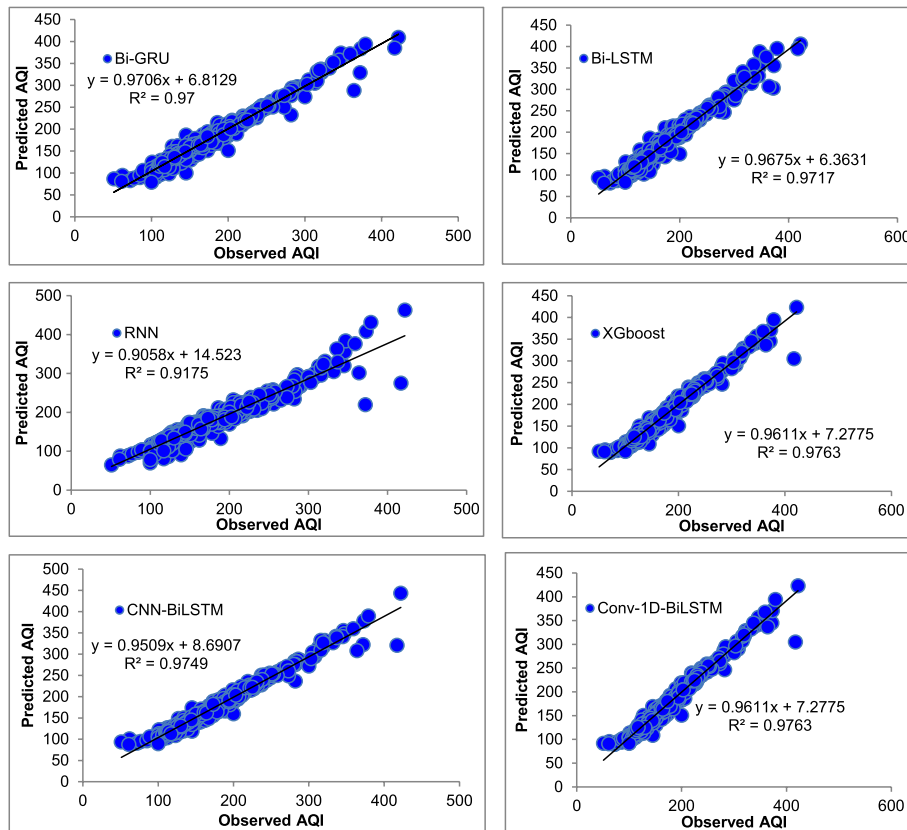 450
400
350
300
250
200
150
100
50
0
Predicted AQI
Bi-GRU
y = 0.9706x + 6.8129
R² = 0.97
0 100 200 300 400 500
Observed AQI
450
400
350
300
250
200
150
100
50
0
Predicted AQI
Bi-LSTM
y = 0.9675x + 6.3631
R² = 0.9717
0 200 400 600
Observed AQI
500
400
300
200
100
0
Predicted AQI
RNN
y = 0.9058x + 14.523
R² = 0.9175
0 100 200 300 400 500
Observed AQI
450
400
350
300
250
200
150
100
50
0
Predicted AQI
XGboost
y = 0.9611x + 7.2775
R² = 0.9763
0 200 400 600
Observed AQI
500
450
400
350
300
250
200
150
100
50
0
Predicted AQI
CNN-BiLSTM
y = 0.9509x + 8.6907
R² = 0.9749
0 100 200 300 400 500
Observed AQI
450
400
350
300
250
200
150
100
50
0
Predicted AQI
Conv-1D-BiLSTM
y = 0.9611x + 7.2775
R² = 0.9763
0 200 400 600
Observed AQI